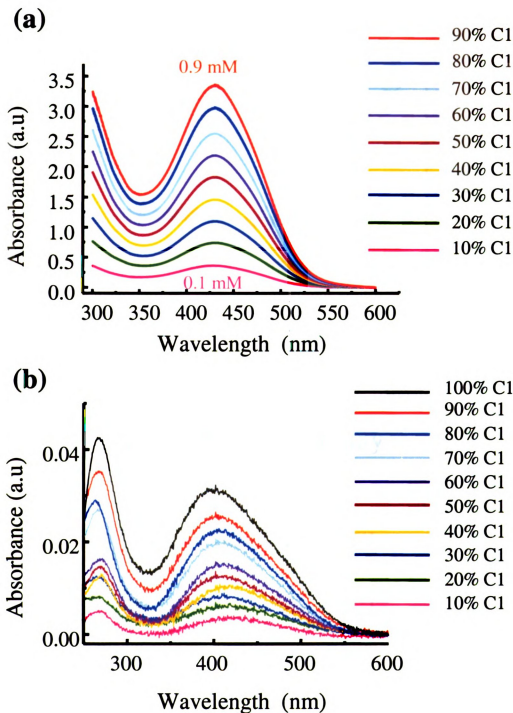 (a)
0.9 mM
90% C1
80% C1
70% C1
60% C1
50% C1
40% C1
30% C1
20% C1
10% C1
3.5
3.0
2.5
2.0
1.5
1.0
0.5
0.0
Absorbance (a.u)
0.1 mM
300 350 400 450 500 550 600
Wavelength (nm)
(b)
100% C1
90% C1
80% C1
70% C1
60% C1
50% C1
40% C1
30% C1
20% C1
10% C1
0.04
0.02
0.00
Absorbance (a.u)
300 400 500 600
Wavelength (nm)